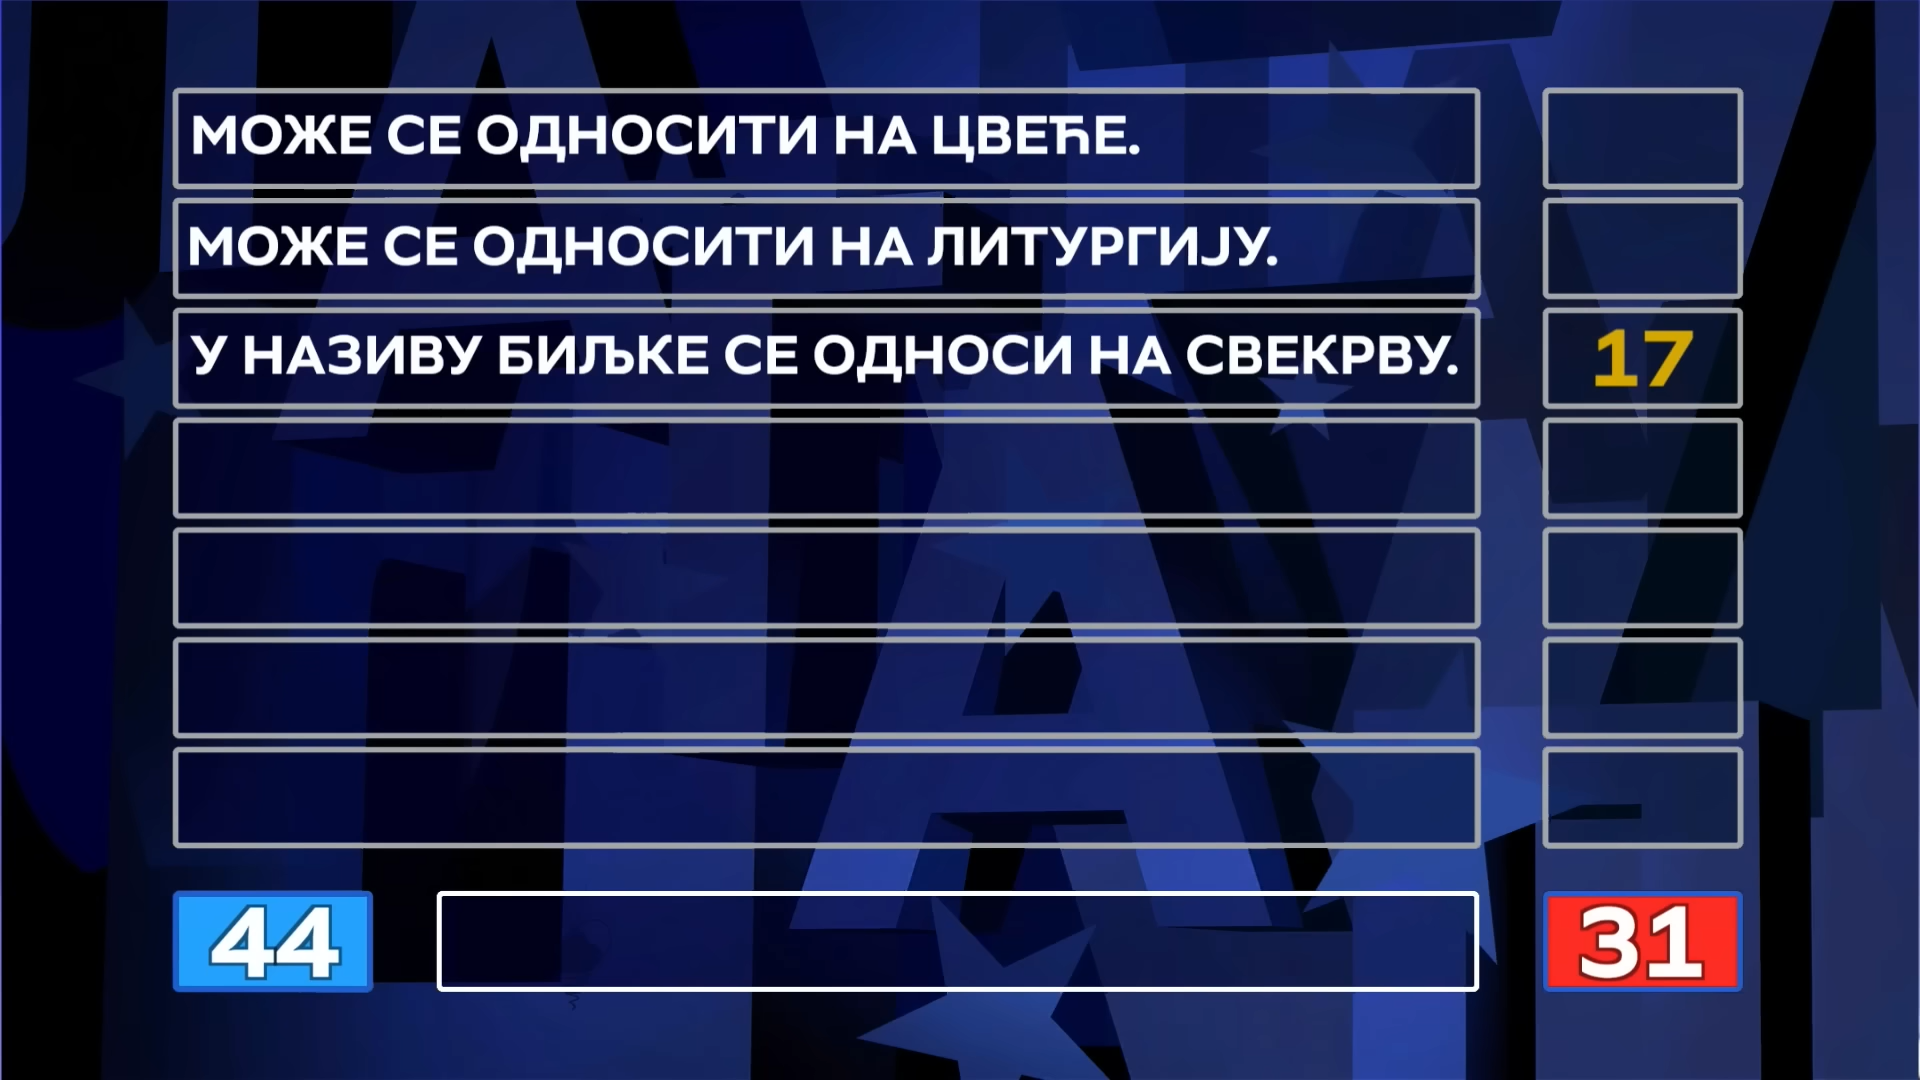 МОЖЕ СЕ ОДНОСИТИ НА ЦВЕЋЕ.
МОЖЕ СЕ ОДНОСИТИ НА ЛИТУРГИЈУ.
У НАЗИВУ БИЉКЕ СЕ ОДНОСИ НА СВЕКРВУ. 17
44 31